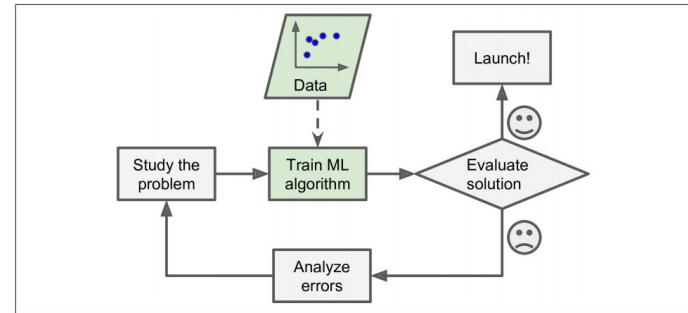 Data
Launch!
Study the
problem
Train ML
algorithm
Evaluate
solution
Analyze
errors